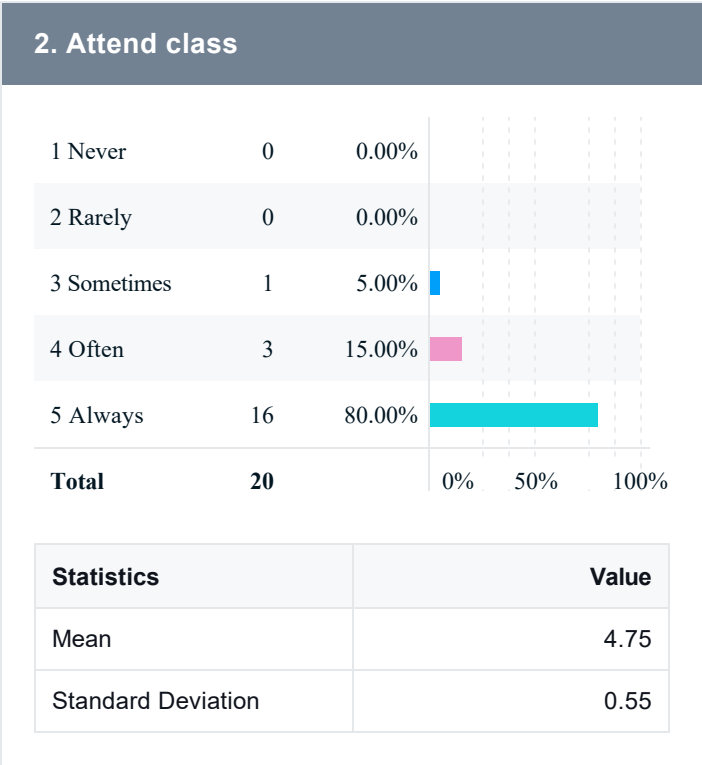 2. Attend class
1 Never 0 0.00%
2 Rarely 0 0.00%
3 Sometimes 1 5.00%
4 Often 3 15.00%
5 Always 16 80.00%
Total 20 0% 50% 100%
Statistics Value
Mean 4.75
Standard Deviation 0.55